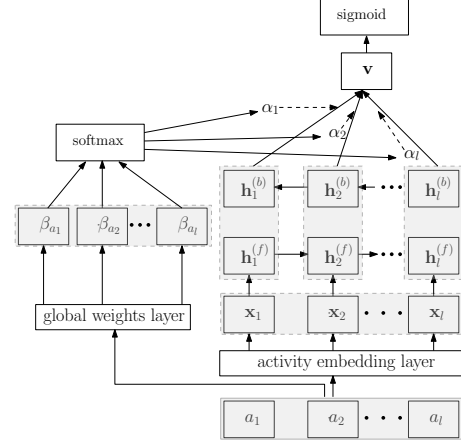 sigmoid
v
α₁
α₂
αₗ
softmax
h₁⁽ᵇ⁾ h₂⁽ᵇ⁾ ••• hₗ⁽ᵇ⁾
βₐ₁ βₐ₂ ••• βₐₗ
h₁⁽ᶠ⁾ h₂⁽ᶠ⁾ ••• hₗ⁽ᶠ⁾
global weights layer
x₁ x₂ • • • xₗ
activity embedding layer
a₁ a₂ • • • aₗ